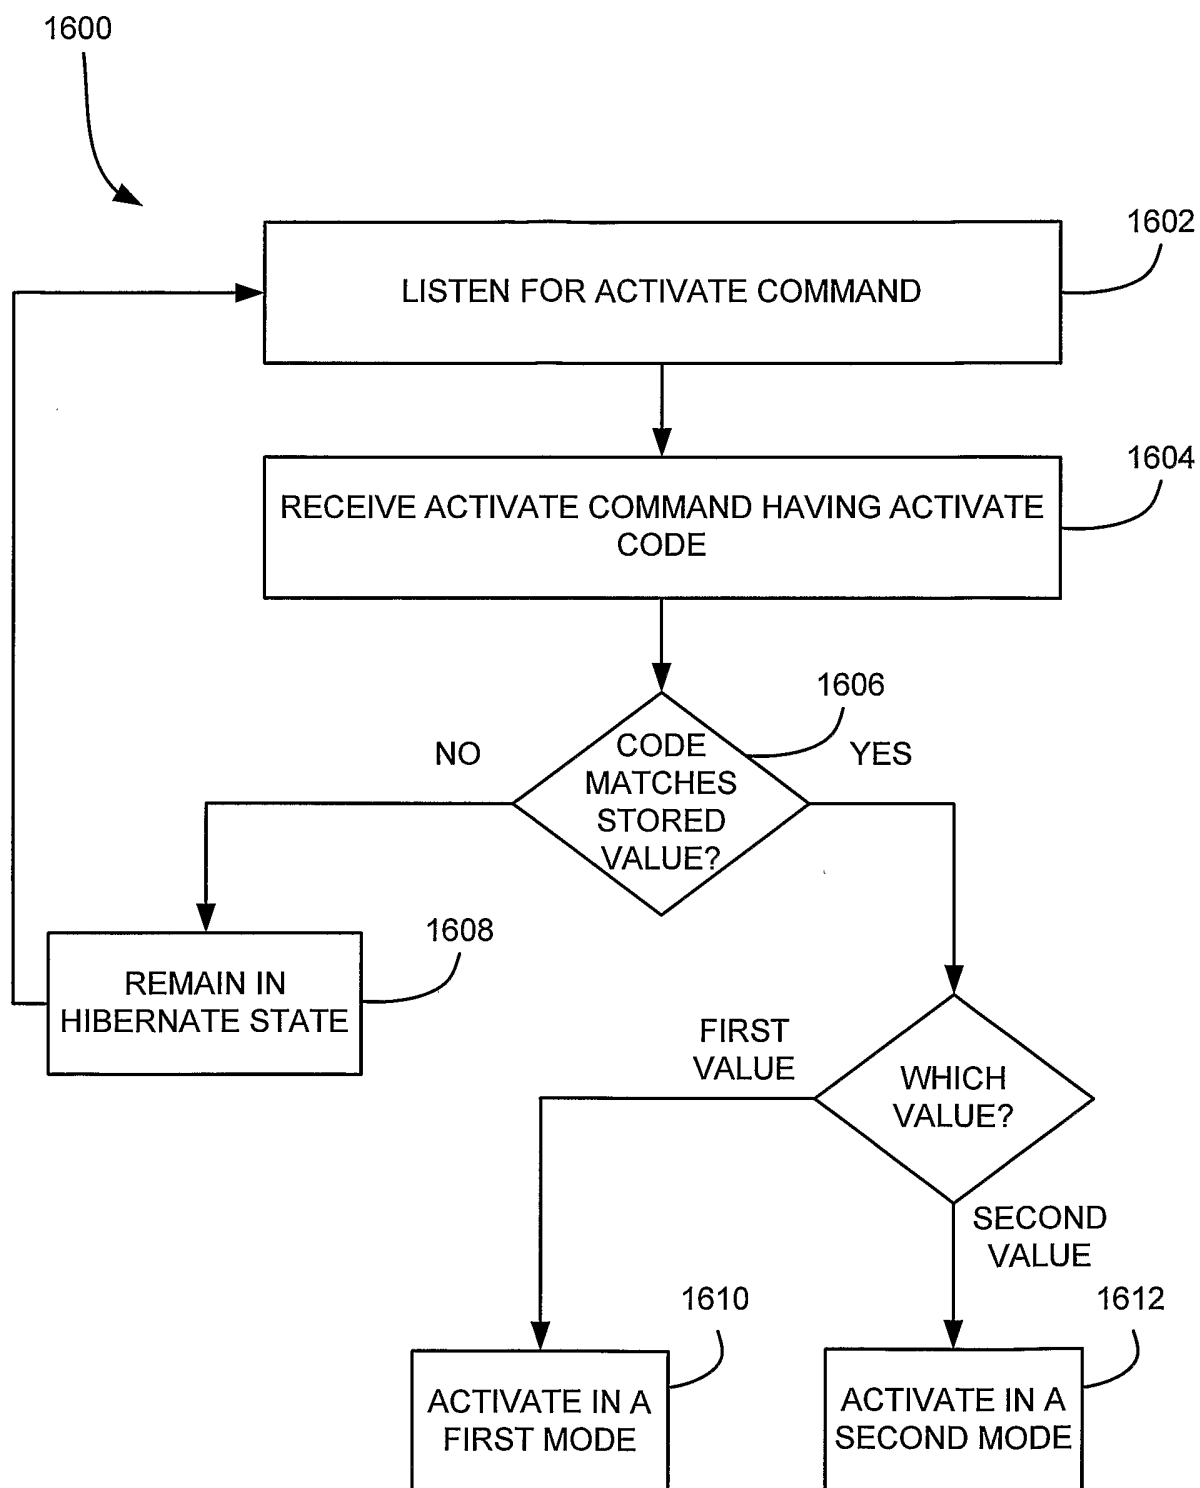 1600
1602
LISTEN FOR ACTIVATE COMMAND
1604
RECEIVE ACTIVATE COMMAND HAVING ACTIVATE
CODE
1606
NO
CODE
MATCHES
STORED
VALUE?
YES
1608
REMAIN IN
HIBERNATE STATE
FIRST
VALUE
WHICH
VALUE?
SECOND
VALUE
1610
1612
ACTIVATE IN A
FIRST MODE
ACTIVATE IN A
SECOND MODE